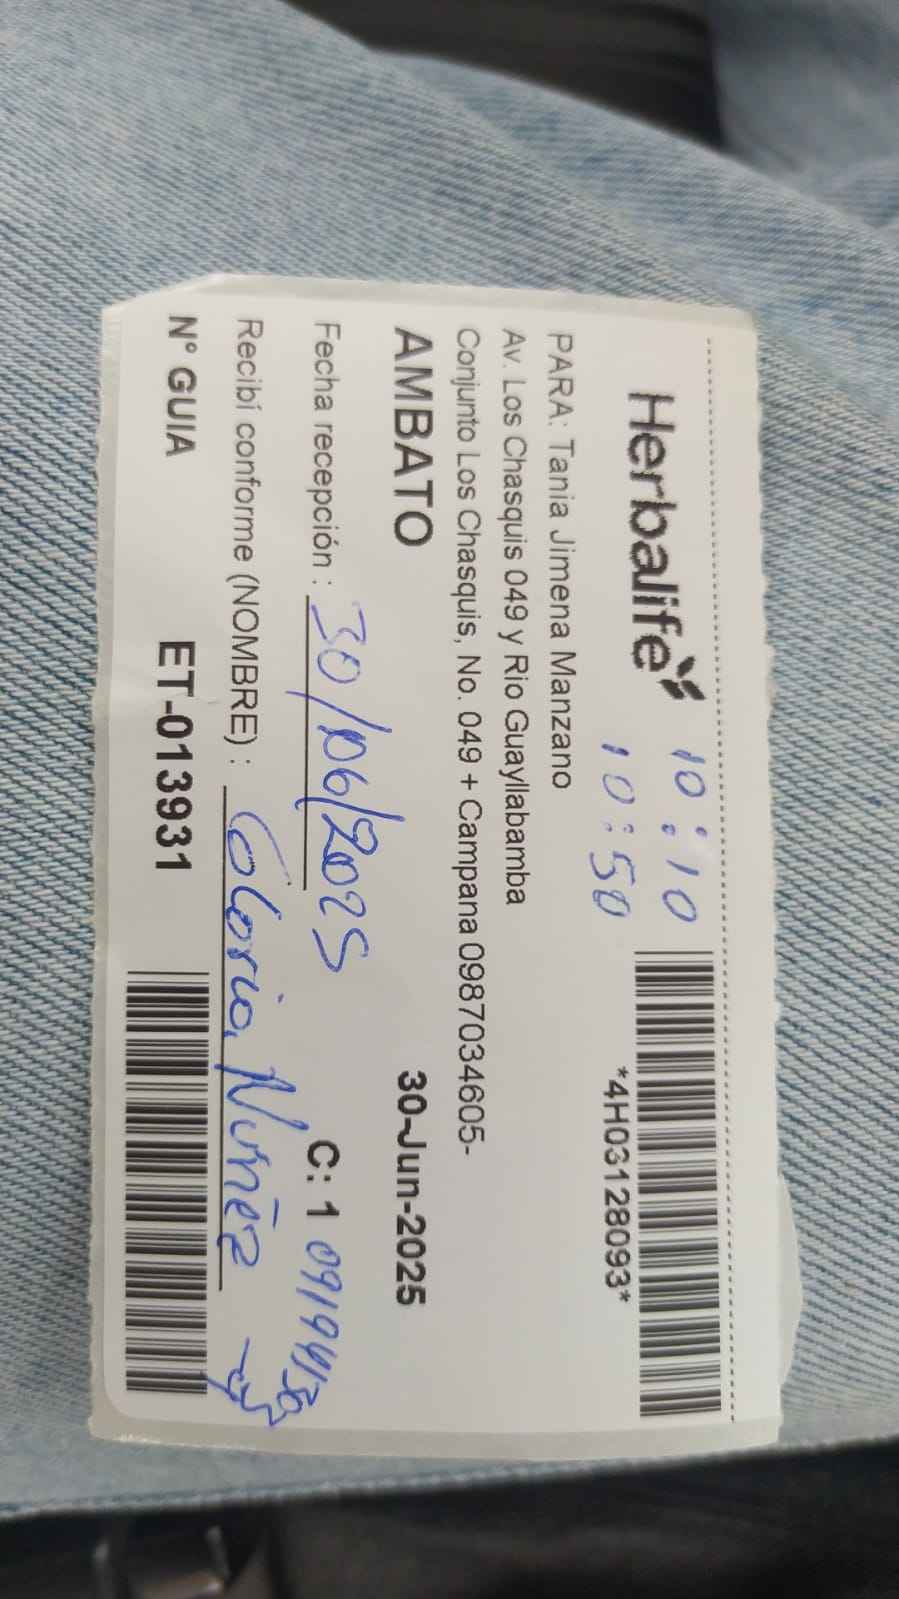 Herbalife
10:10
10:50
*4H03128093*
PARA: Tania Jimena Manzano
Av. Los Chasquis 049 y Rio Guayllabamba
Conjunto Los Chasquis, No. 049 + Campana 0987034605-
AMBATO 30-Jun-2025
Fecha recepción : 30/06/2025 C: 1
Recibí conforme (NOMBRE) : Gloria Nuñez
N° GUIA ET-013931